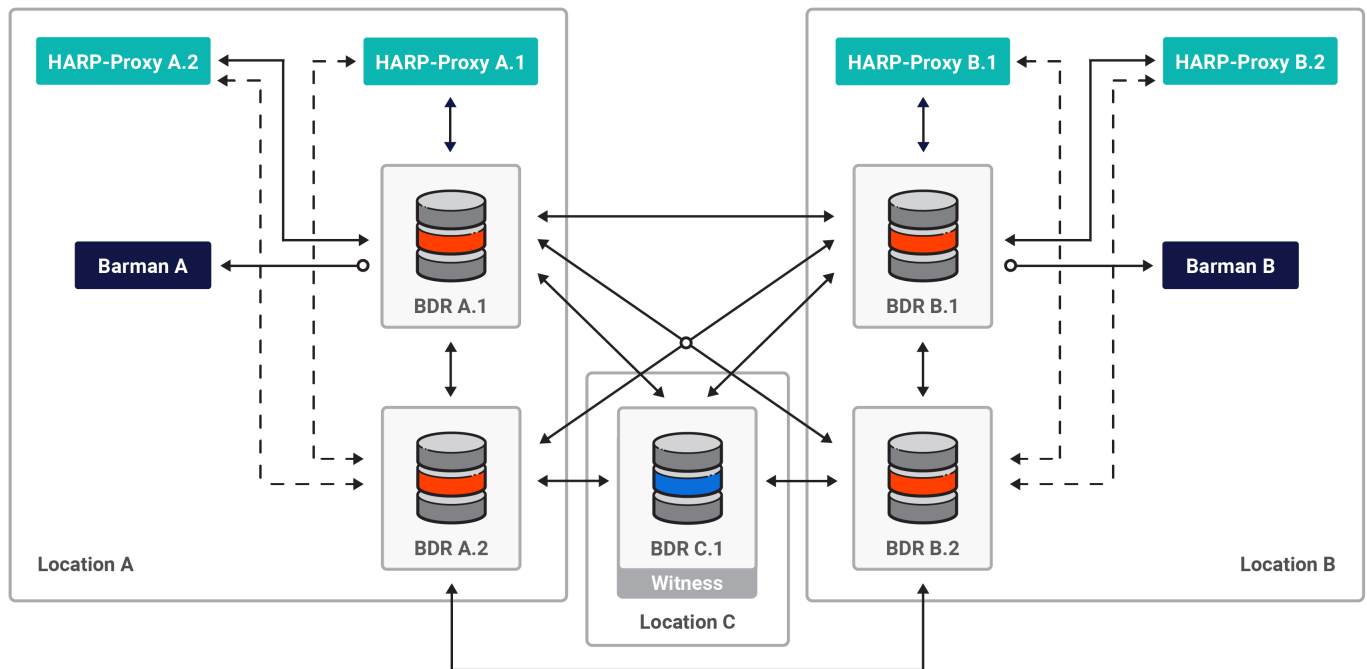 HARP-Proxy A.2
HARP-Proxy A.1
HARP-Proxy B.1
HARP-Proxy B.2
Barman A
BDR A.1
BDR B.1
Barman B
BDR A.2
BDR C.1
Witness
BDR B.2
Location A
Location C
Location B